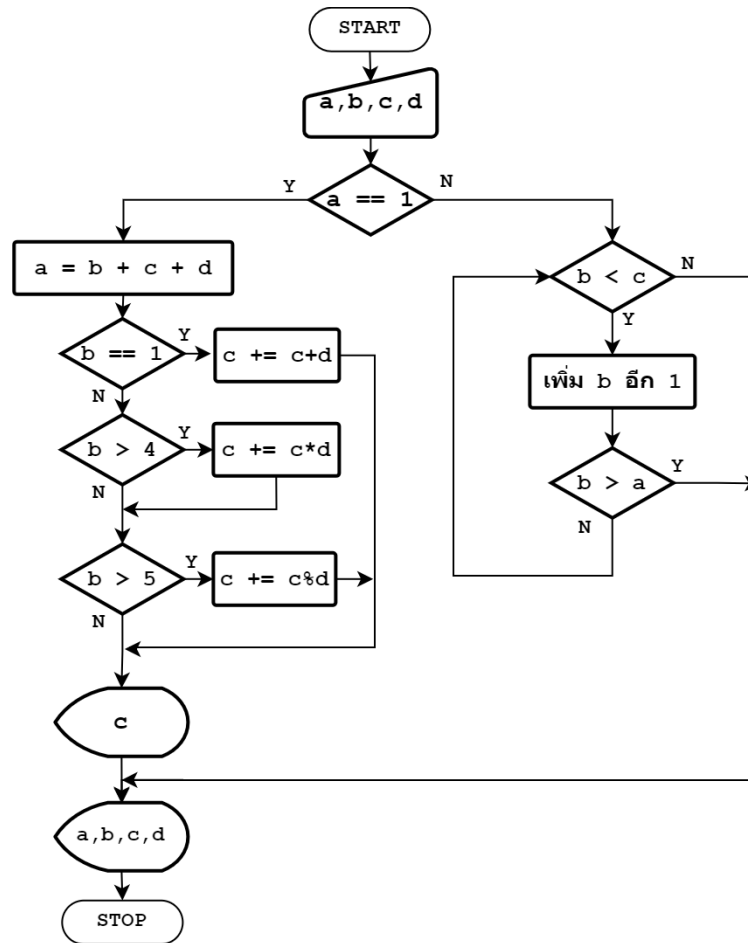 START
a,b,c,d
a == 1
Y
N
a = b + c + d
b == 1
Y
c += c+d
N
b > 4
Y
c += c*d
N
b > 5
Y
c += c%d
N
c
b < c
N
Y
เพิ่ม b อีก 1
b > a
Y
N
a,b,c,d
STOP